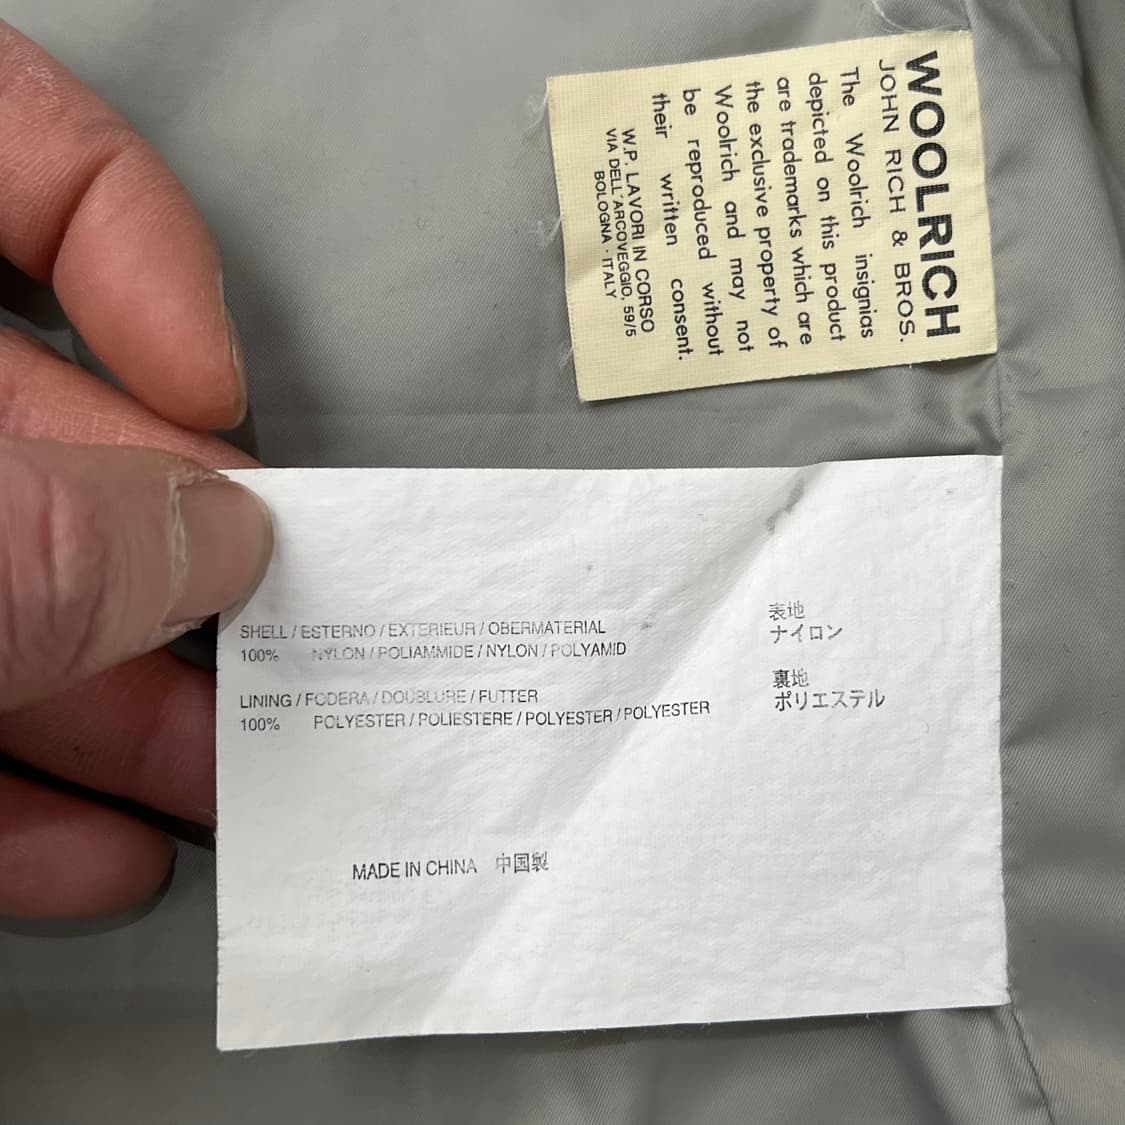 WOOLRICH
JOHN RICH & BROS.
The Woolrich insignias
depicted on this product
are trademarks which are
the exclusive property of
Woolrich and may not
be reproduced without
their written consent.
W.P. LAVORI IN CORSO
VIA DELL'ARCOVEGGIO, 59/5
BOLOGNA · ITALY
SHELL / ESTERNO / EXTERIEUR / OBERMATERIAL
100% NYLON / POLIAMMIDE / NYLON / POLYAMID
LINING / FODERA / DOUBLURE / FUTTER
100% POLYESTER / POLIESTERE / POLYESTER / POLYESTER
表地
ナイロン
裏地
ポリエステル
MADE IN CHINA 中国製